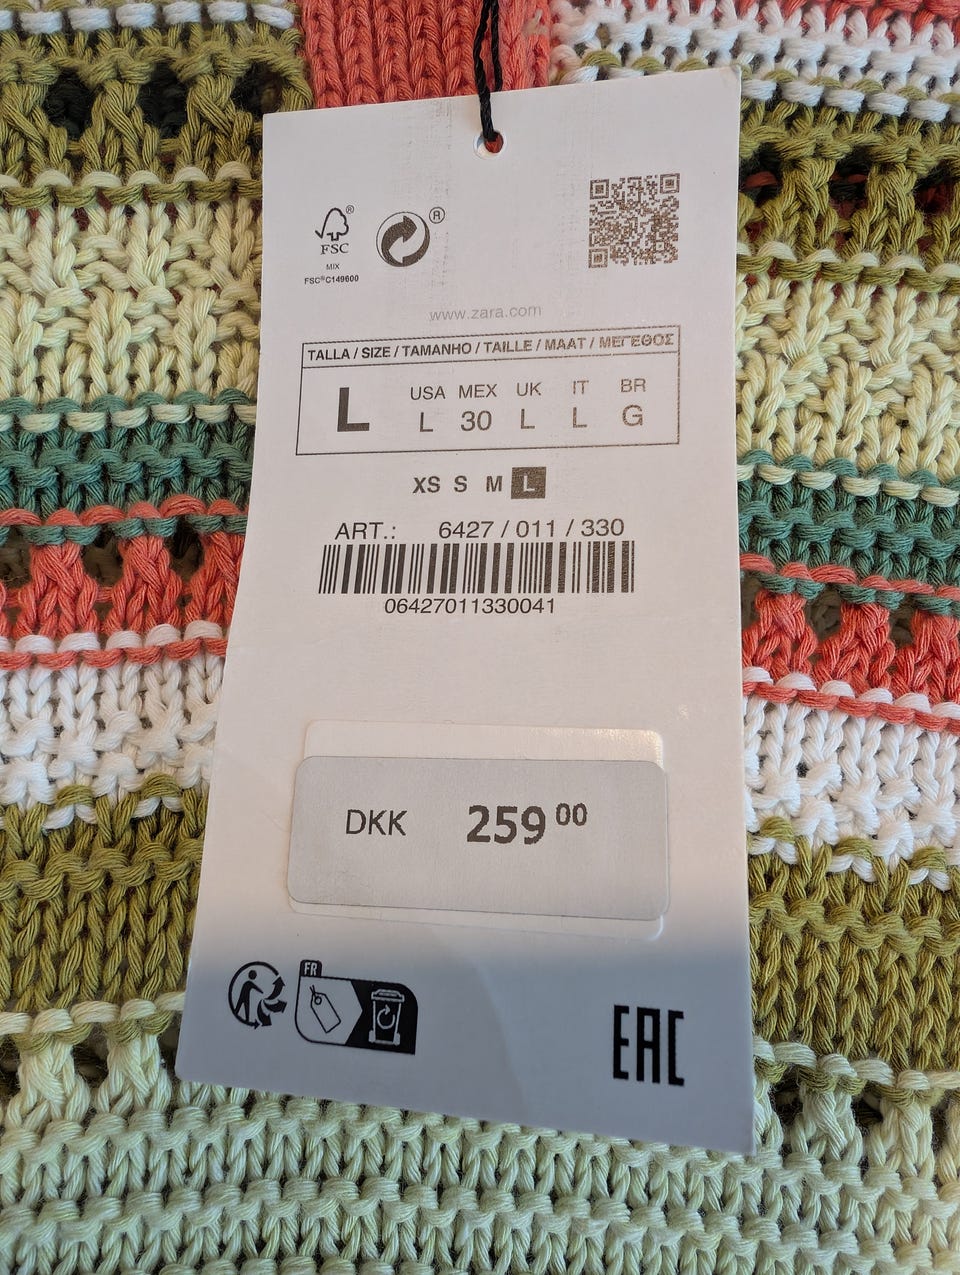 FSC®
MIX
FSC®C149600
®
www.zara.com
TALLA / SIZE / TAMANHO / TAILLE / MAAT / ΜΕΓΕΘΟΣ
L
USA MEX UK IT BR
L 30 L L G
XS S M L
ART.: 6427 / 011 / 330
06427011330041
DKK 259 00
FR
EAC